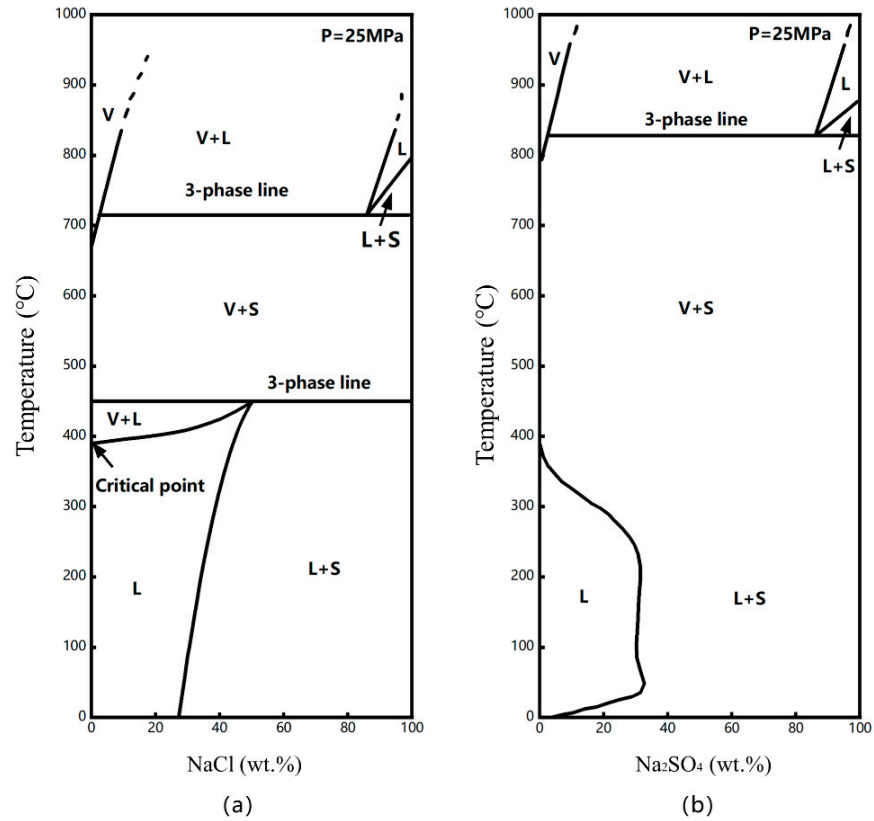 P=25MPa
V
V+L
L
3-phase line
L+S
V+S
3-phase line
V+L
Critical point
L
L+S
1000
900
800
700
600
500
400
300
200
100
0
0 20 40 60 80 100
Temperature (°C)
NaCl (wt.%)
(a)
P=25MPa
V
V+L
L
3-phase line
L+S
V+S
L
L+S
1000
900
800
700
600
500
400
300
200
100
0
0 20 40 60 80 100
Temperature (°C)
Na₂SO₄ (wt.%)
(b)